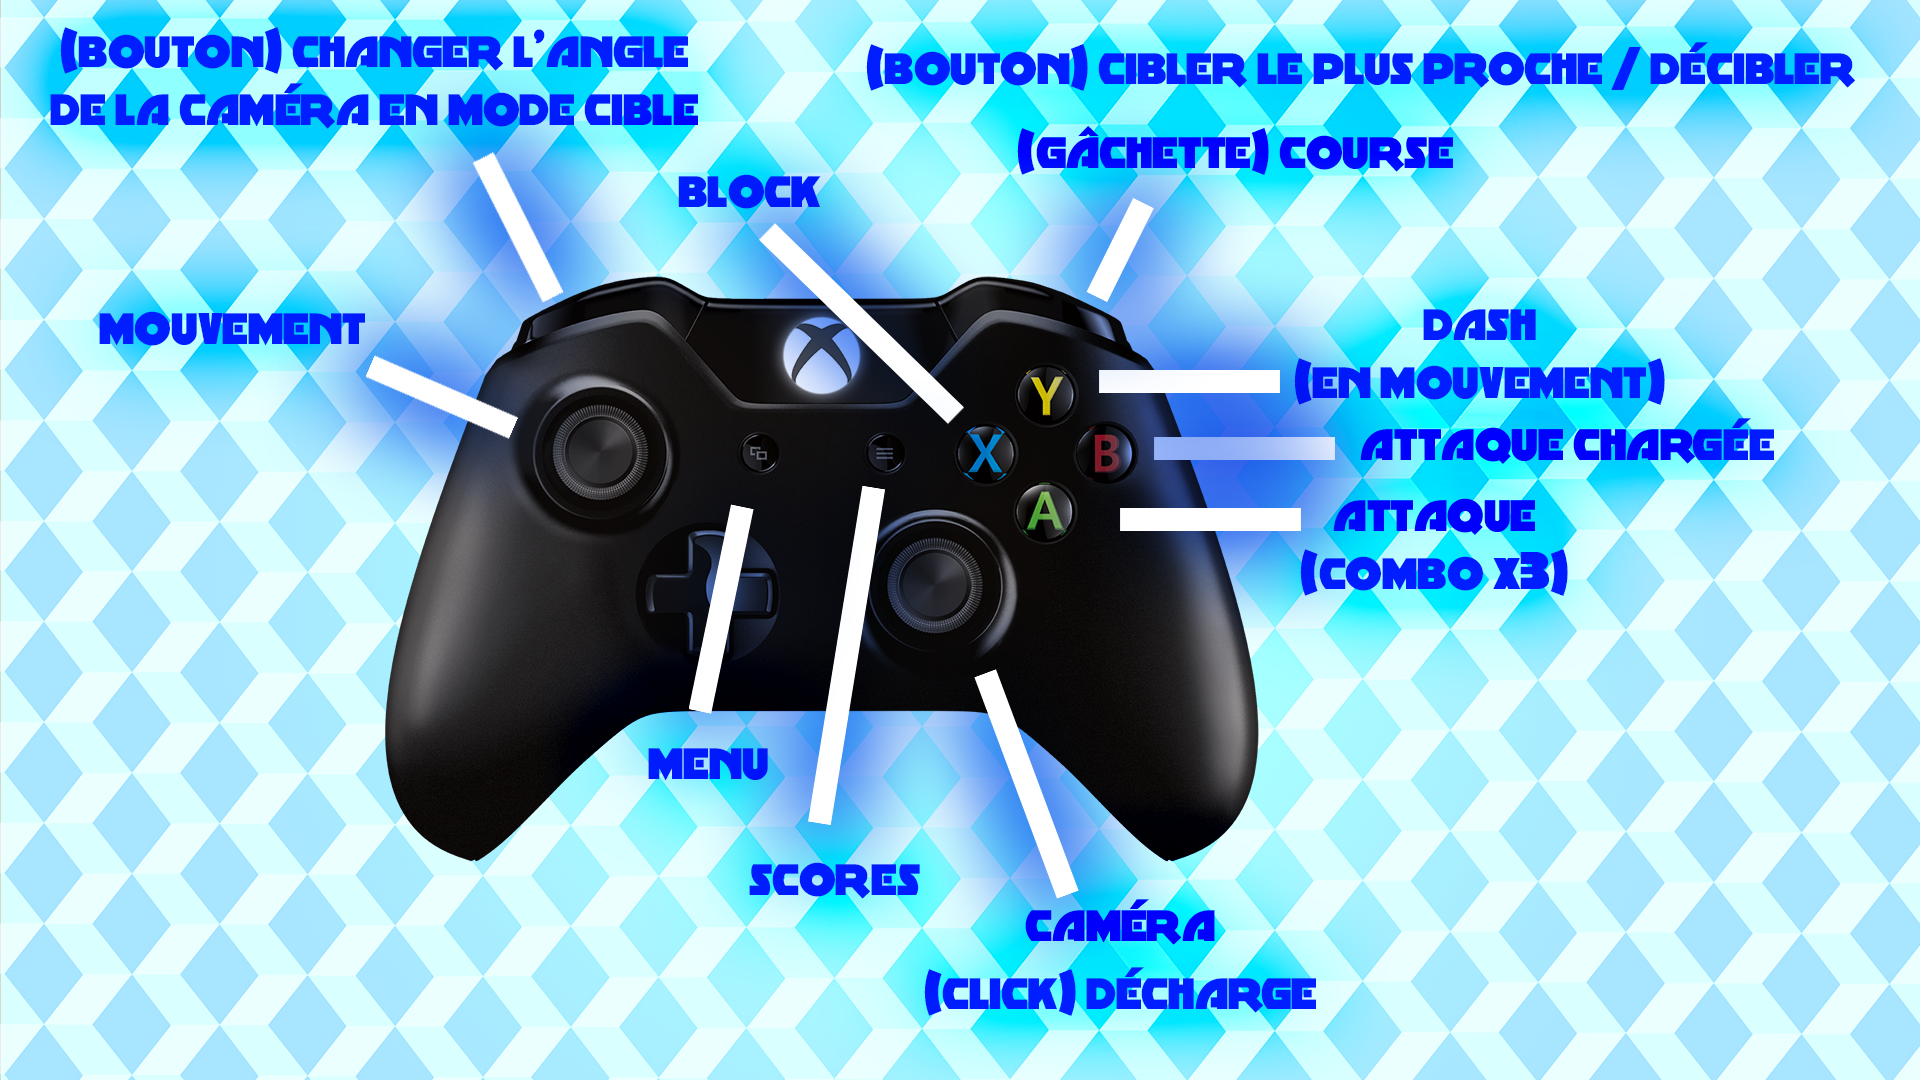 (BOUTON) CHANGER L'ANGLE
DE LA CAMÉRA EN MODE CIBLE
(BOUTON) CIBLER LE PLUS PROCHE / DÉCIBLER
(GÂCHETTE) COURSE
BLOCK
MOUVEMENT
DASH
(EN MOUVEMENT)
ATTAQUE CHARGÉE
ATTAQUE
(COMBO X3)
Y
X
B
A
MENU
SCORES
CAMÉRA
(CLICK) DÉCHARGE